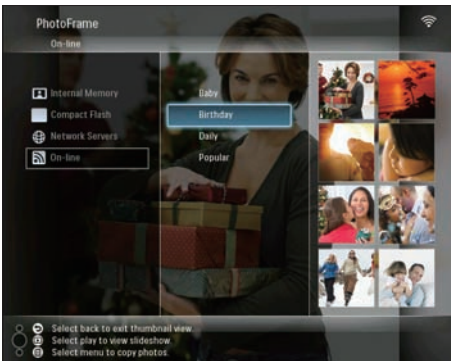 PhotoFrame
On-line
Internal Memory
Compact Flash
Network Servers
On-line
Baby
Birthday
Daily
Popular
Select back to exit thumbnail view.
Select play to view slideshow.
Select menu to copy photos.